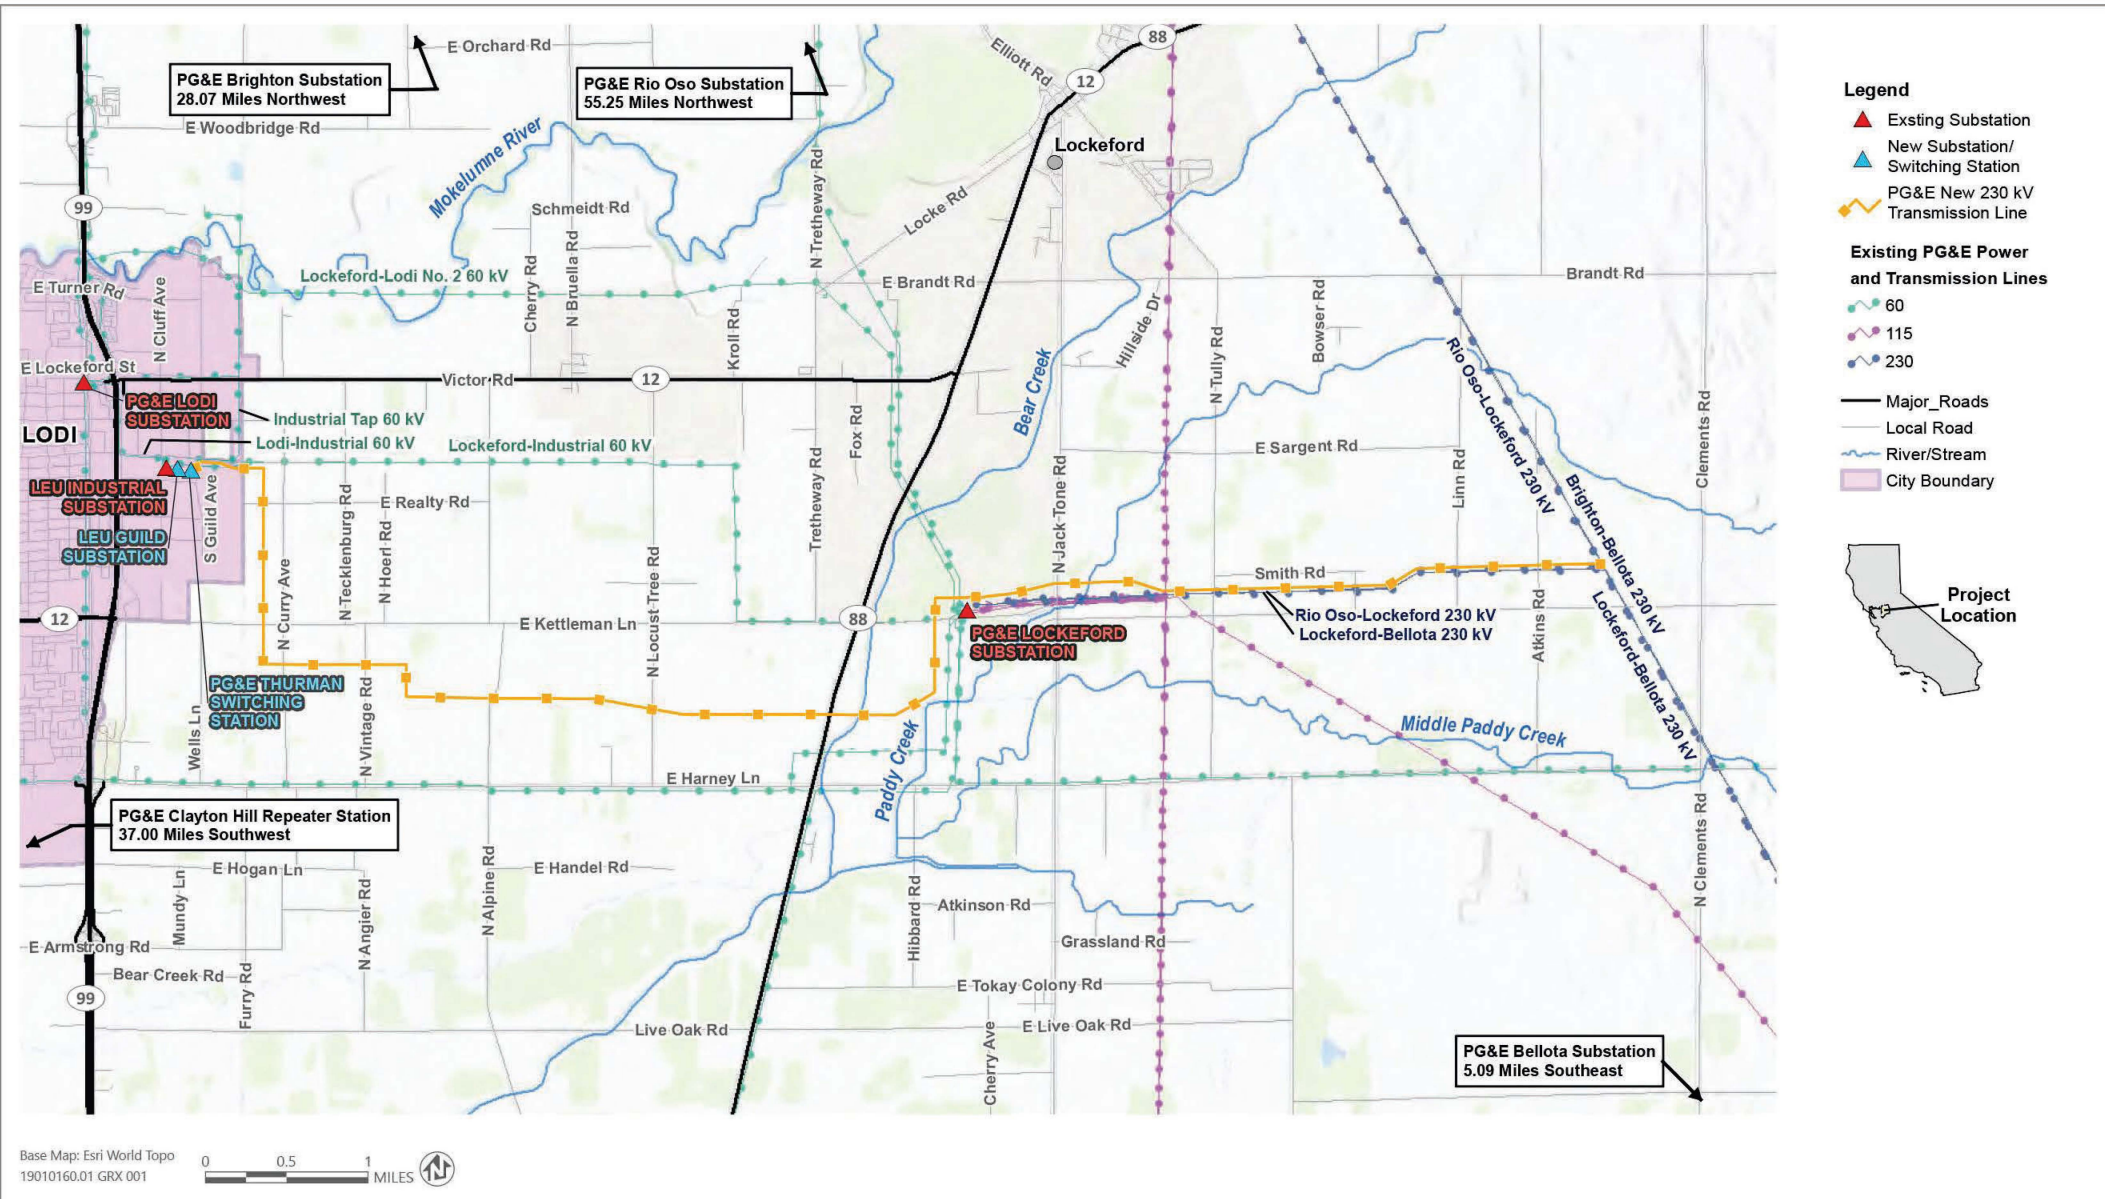 E Orchard Rd
88
PG&E Brighton Substation
28.07 Miles Northwest
PG&E Rio Oso Substation
55.25 Miles Northwest
Elliott Rd
12
E Woodbridge Rd
Mokelumne River
Lockeford
99
Schmeidt Rd
N Tretheway Rd
Locke Rd
Lockeford-Lodi No. 2 60 kV
E Brandt Rd
Brandt Rd
E Turner Rd
N Cluff Ave
Cherry Rd
N Bruella Rd
Kroll Rd
Hillside Dr
N Tully Rd
Bowser Rd
E Lockeford St
Victor Rd
12
Bear Creek
Rio Oso-Lockeford 230 kV
PG&E LODI
SUBSTATION
Industrial Tap 60 kV
LODI
Lodi-Industrial 60 kV
Lockeford-Industrial 60 kV
Fox Rd
E Sargent Rd
Clements Rd
LEU INDUSTRIAL
SUBSTATION
S Guild Ave
E Realty Rd
N Tecklenburg Rd
N Hoerl Rd
Tretheway Rd
N Jack-Tone Rd
Linn Rd
Brighton-Bellota 230 kV
LEU GUILD
SUBSTATION
N Curry Ave
N Locust Tree Rd
Smith Rd
12
E Kettleman Ln
88
Rio Oso-Lockeford 230 kV
Lockeford-Bellota 230 kV
Atkins Rd
Lockeford-Bellota 230 kV
PG&E LOCKEFORD
SUBSTATION
PG&E THURMAN
SWITCHING
STATION
Wells Ln
N Vintage Rd
Middle Paddy Creek
Paddy Creek
E Harney Ln
PG&E Clayton Hill Repeater Station
37.00 Miles Southwest
N Clements Rd
E Hogan Ln
E Handel Rd
Mundy Ln
N Angier Rd
N Alpine Rd
Hibbard Rd
Atkinson Rd
E Armstrong Rd
Grassland Rd
Bear Creek Rd
Furry Rd
E Tokay Colony Rd
99
Live Oak Rd
E Live Oak Rd
Cherry Ave
PG&E Bellota Substation
5.09 Miles Southeast
Legend
Exsting Substation
New Substation/
Switching Station
PG&E New 230 kV
Transmission Line
Existing PG&E Power
and Transmission Lines
60
115
230
Major_Roads
Local Road
River/Stream
City Boundary
Project
Location
Base Map: Esri World Topo
19010160.01 GRX 001
0 0.5 1
MILES
N